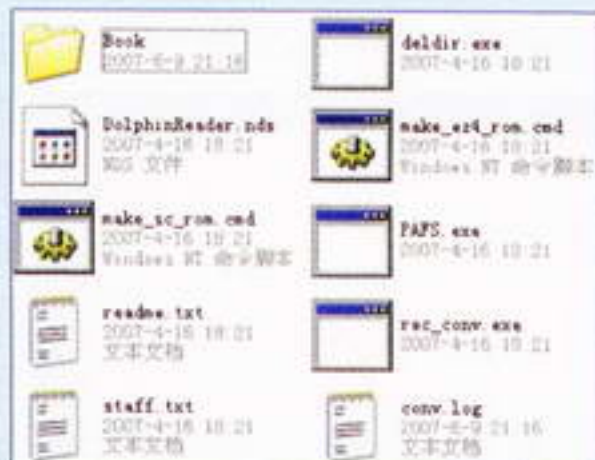 Book
2007-6-9 21:16
deldir.exe
2007-4-16 18:21
DolphinReader.nds
2007-4-16 18:21
NDS 文件
make_ez4_rom.cmd
2007-4-16 18:21
Windows NT 命令脚本
make_sc_rom.cmd
2007-4-16 18:21
Windows NT 命令脚本
PAFS.exe
2007-4-16 18:21
readme.txt
2007-4-16 18:21
文本文档
rec_conv.exe
2007-4-16 18:21
staff.txt
2007-4-16 18:21
文本文档
conv.log
2007-6-9 21:16
文本文档